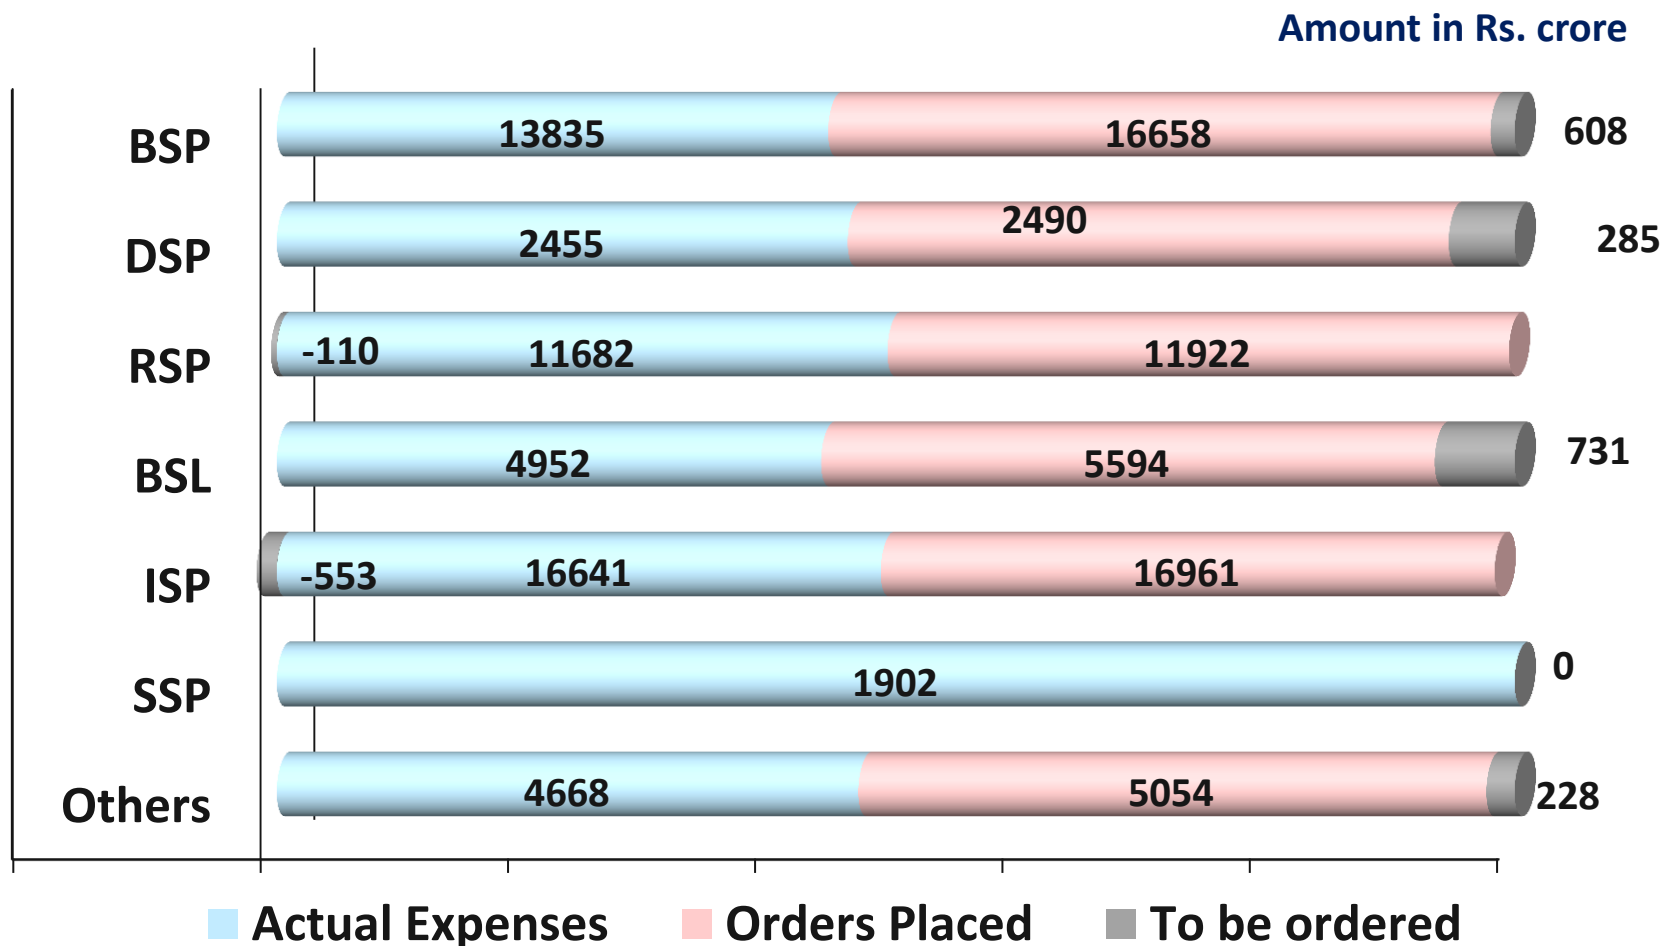 Amount in Rs. crore
BSP 13835 16658 608
DSP 2455 2490 285
RSP -110 11682 11922
BSL 4952 5594 731
ISP -553 16641 16961
SSP 1902 0
Others 4668 5054 228
Actual Expenses Orders Placed To be ordered